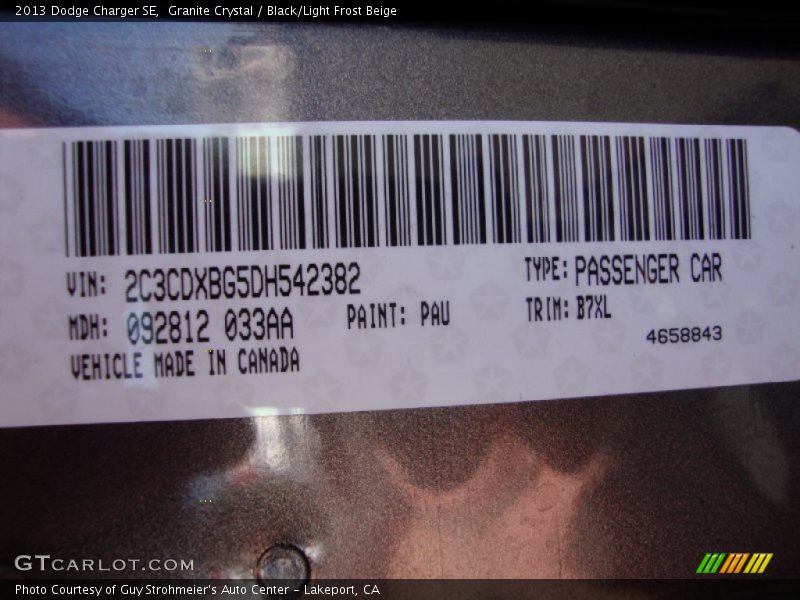 2013 Dodge Charger SE,  Granite Crystal / Black/Light Frost Beige
VIN: 2C3CDXBG5DH542382
TYPE: PASSENGER CAR
MDH: 092812 033AA
PAINT: PAU
TRIM: B7XL
VEHICLE MADE IN CANADA
4658843
GTCARLOT.COM
Photo Courtesy of Guy Strohmeier's Auto Center - Lakeport, CA